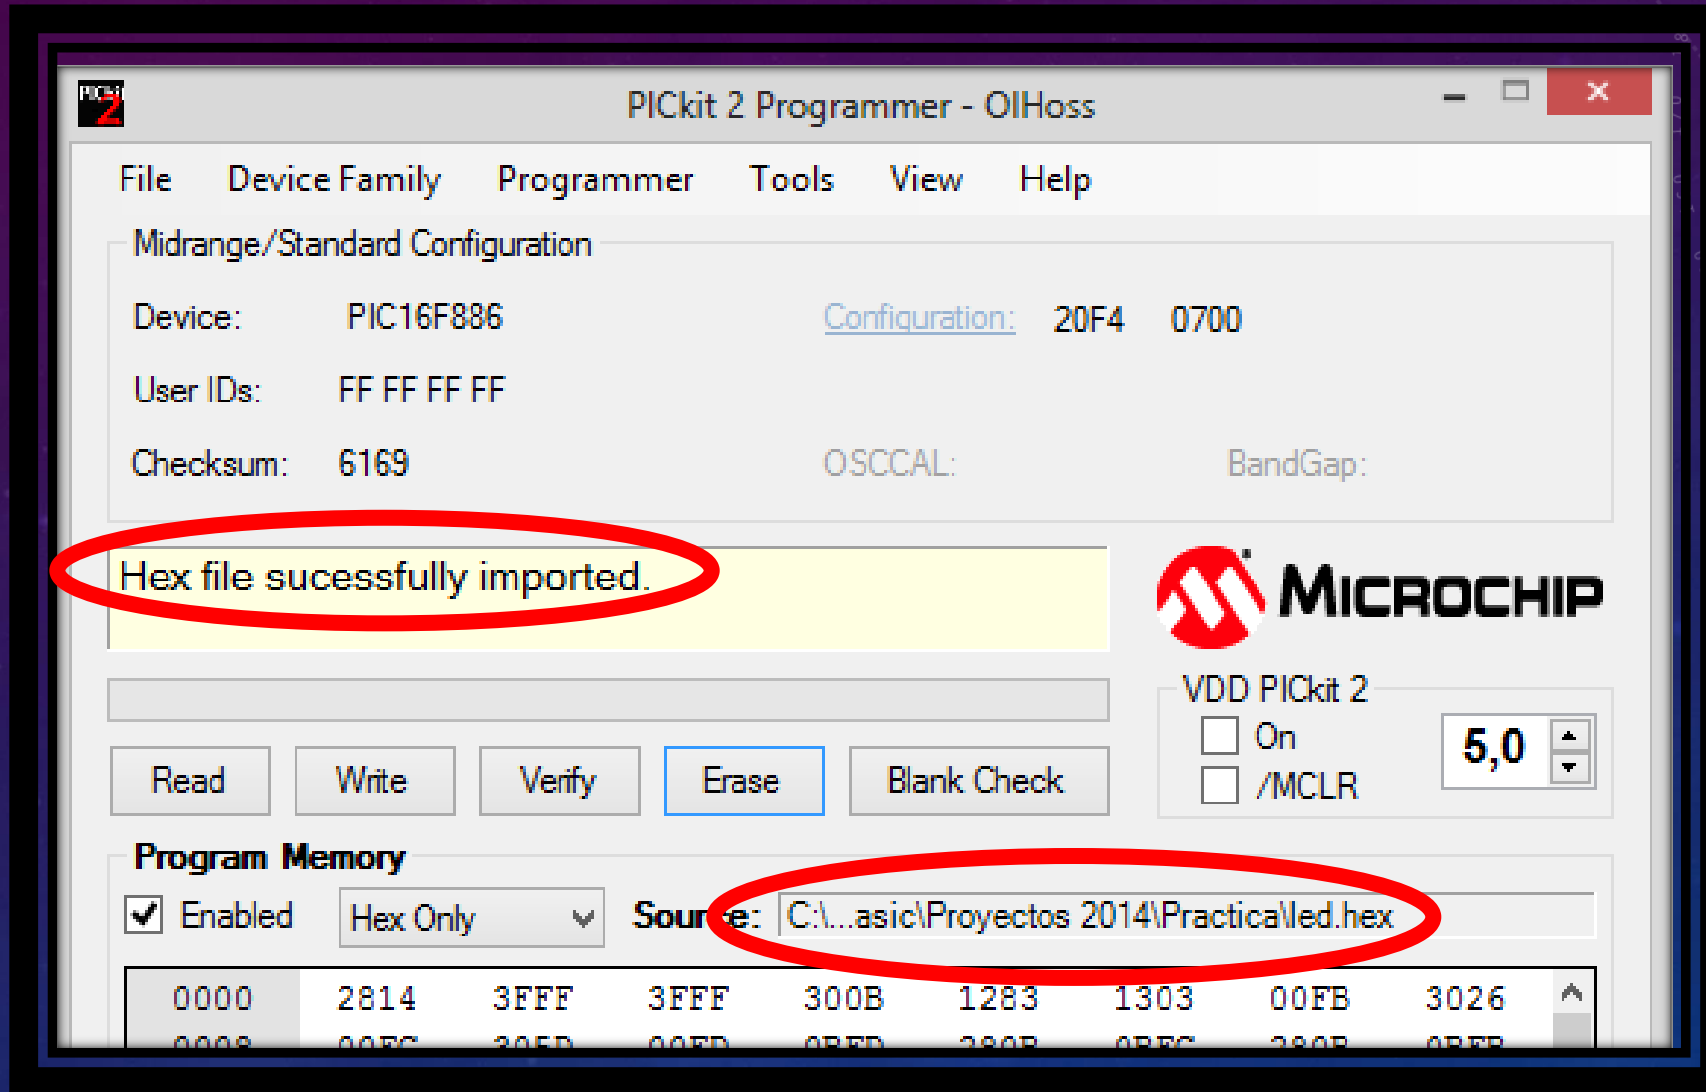 PICkit 2 Programmer - OlHoss
File Device Family Programmer Tools View Help
Midrange/Standard Configuration
Device: PIC16F886 Configuration: 20F4 0700
User IDs: FF FF FF FF
Checksum: 6169 OSCCAL: BandGap:
Hex file sucessfully imported.
MICROCHIP
VDD PICkit 2
On
5,0
/MCLR
Read Write Verify Erase Blank Check
Program Memory
Enabled Hex Only Source: C:\...asic\Proyectos 2014\Practica\led.hex
0000 2814 3FFF 3FFF 300B 1283 1303 00FB 3026